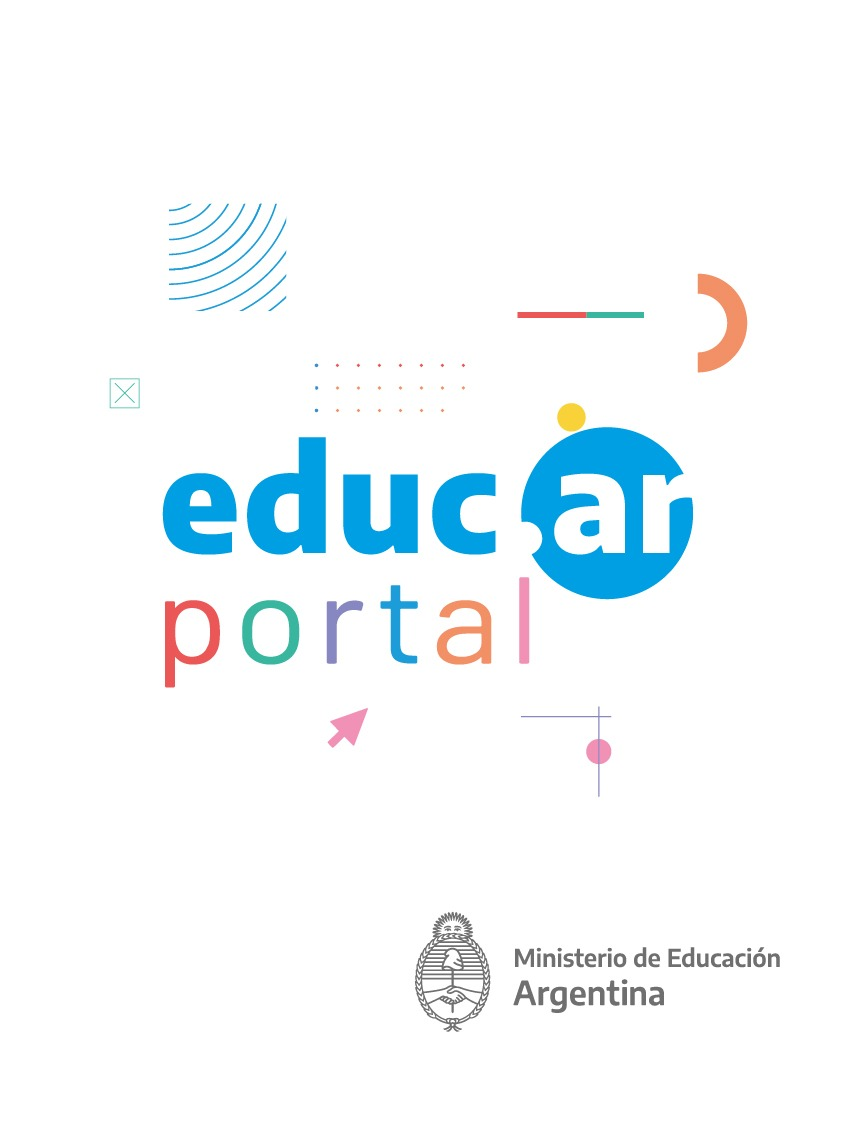 educ.ar
portal
Ministerio de Educación
Argentina